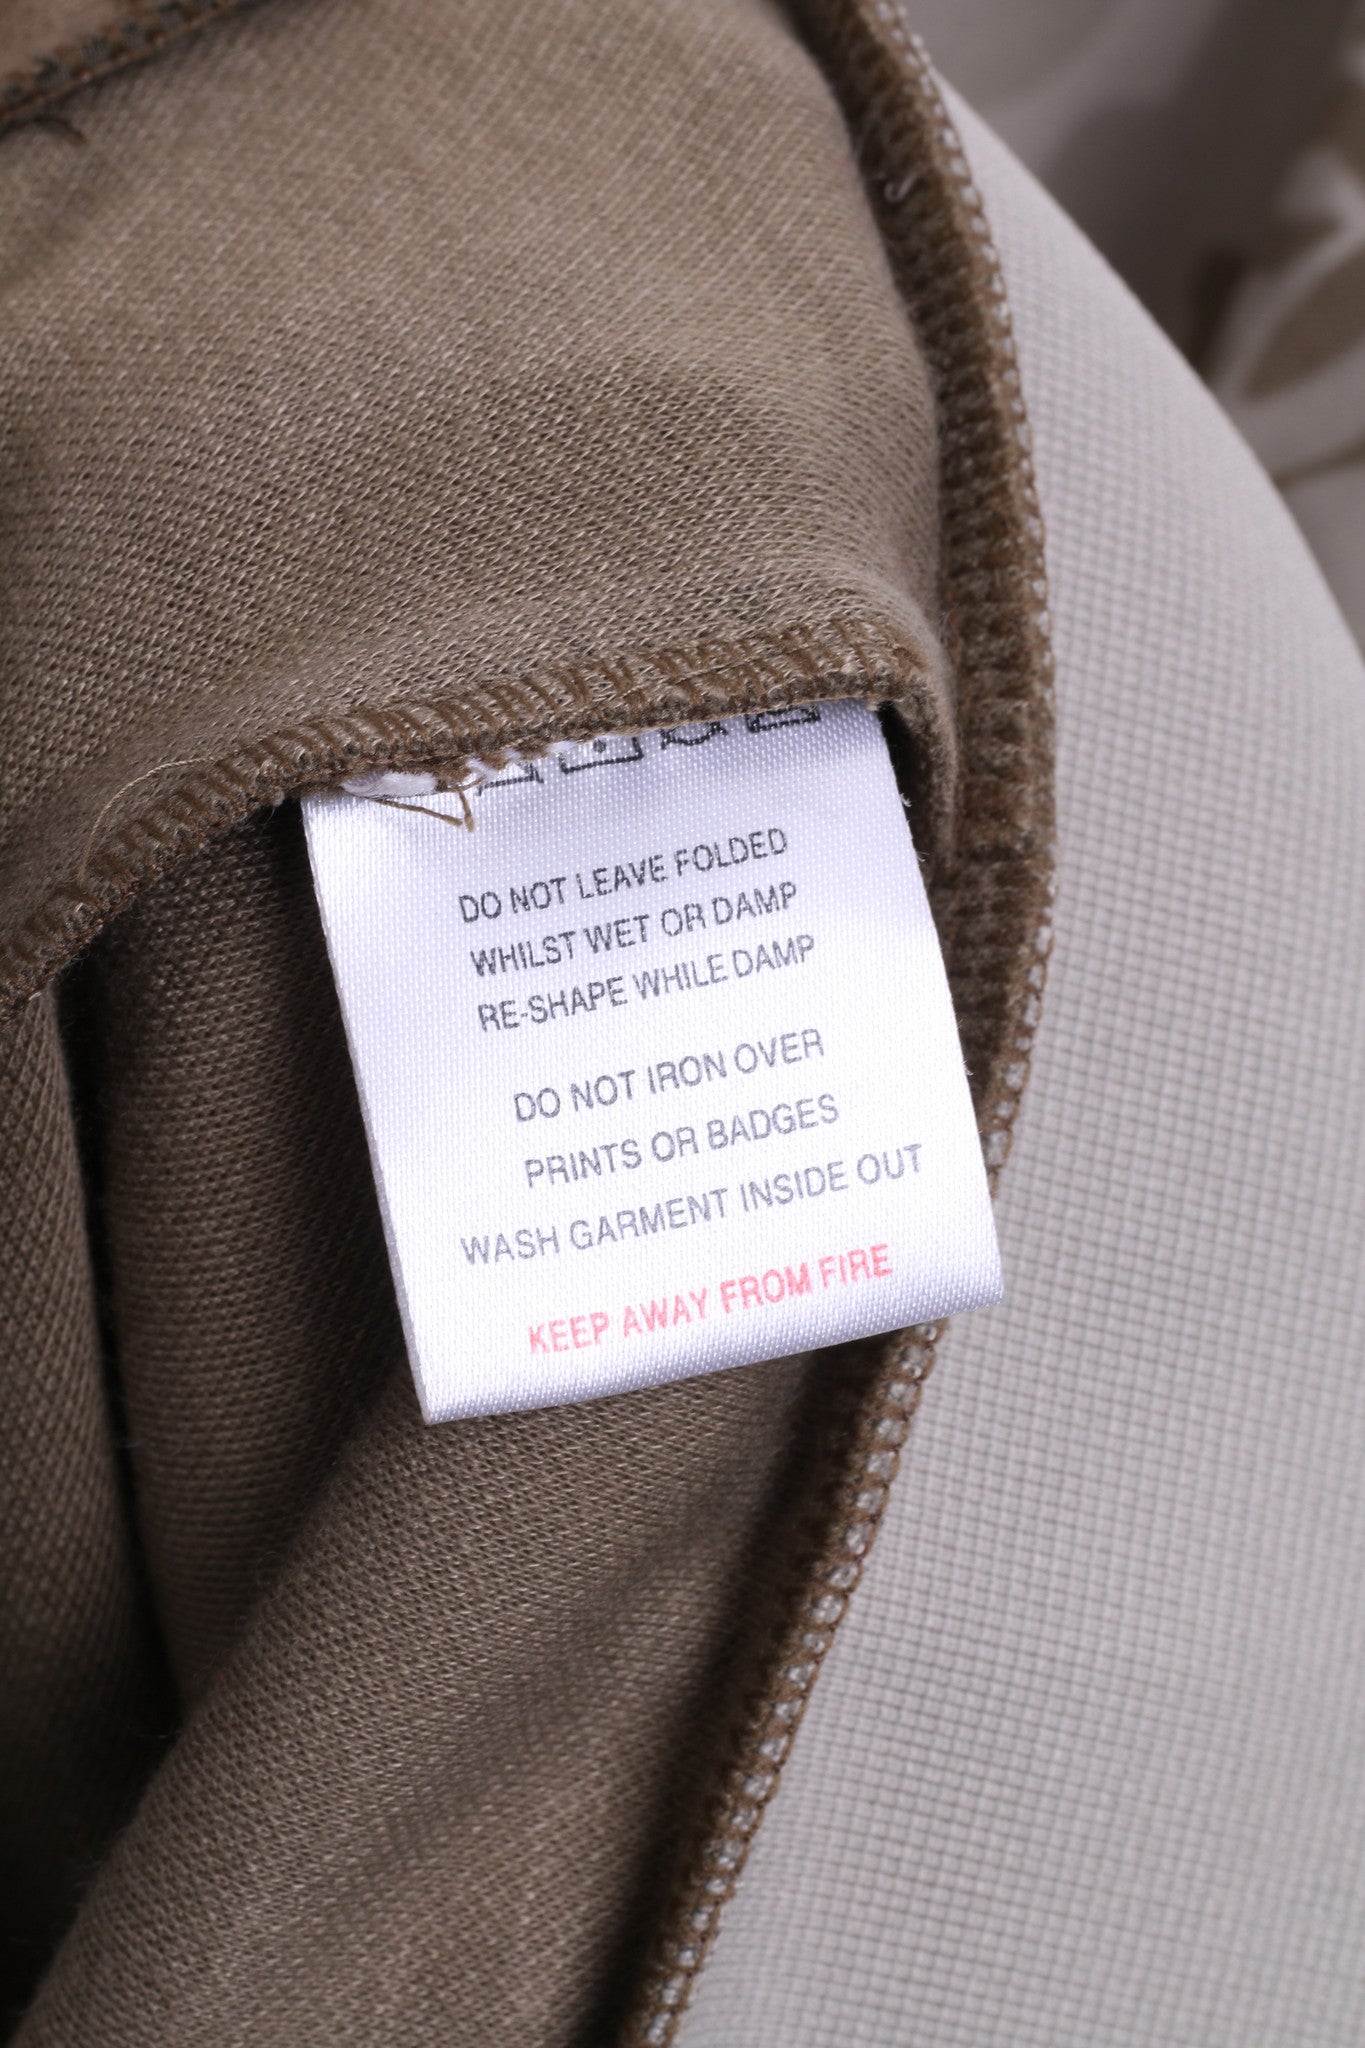 DO NOT LEAVE FOLDED
WHILST WET OR DAMP
RE-SHAPE WHILE DAMP
DO NOT IRON OVER
PRINTS OR BADGES
WASH GARMENT INSIDE OUT
KEEP AWAY FROM FIRE